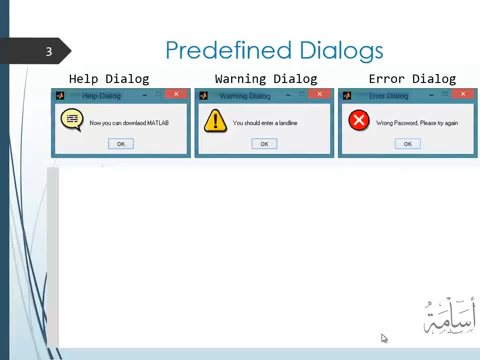 3
Predefined Dialogs
Help Dialog
Warning Dialog
Error Dialog
Help Dialog
Warning Dialog
Error Dialog
Now you can downlaod MATLAB
You should enter a landline
Wrong Password, Please try again
OK
OK
OK
أسامة